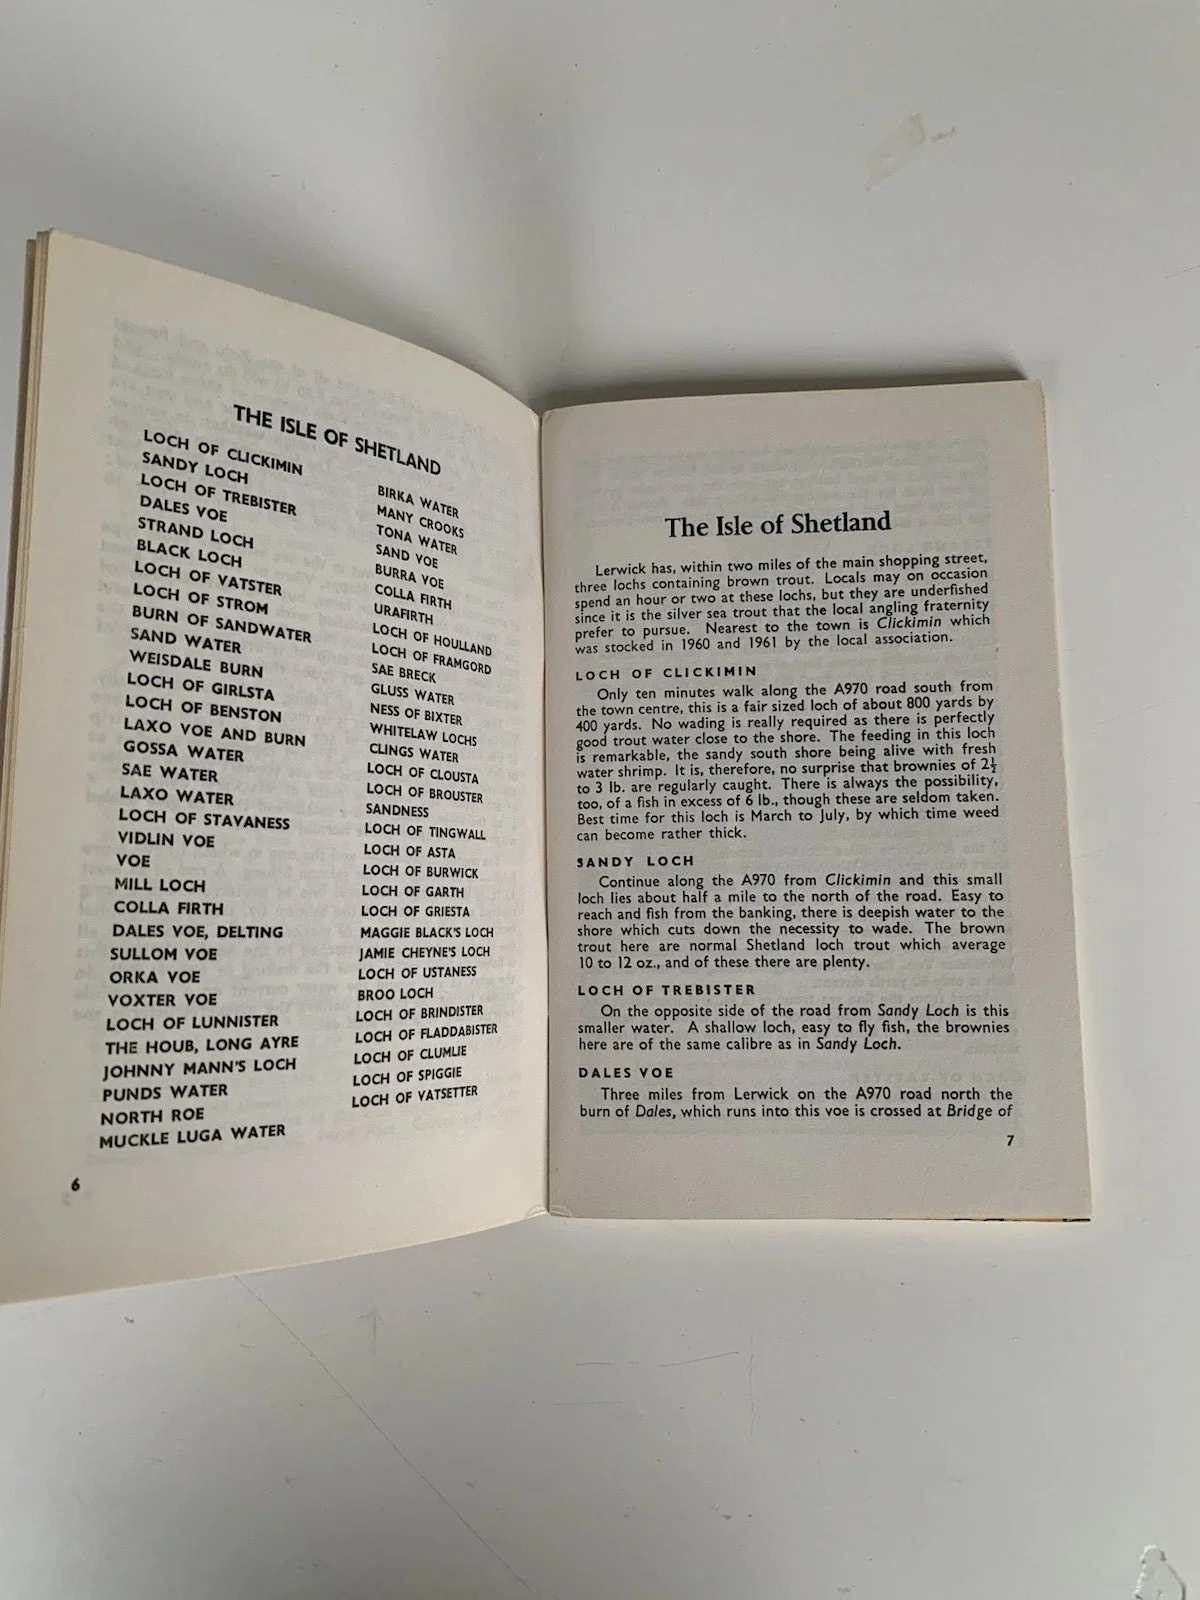 THE ISLE OF SHETLAND
LOCH OF CLICKIMIN
SANDY LOCH
LOCH OF TREBISTER
DALES VOE
STRAND LOCH
BLACK LOCH
LOCH OF VATSTER
LOCH OF STROM
BURN OF SANDWATER
SAND WATER
WEISDALE BURN
LOCH OF GIRLSTA
LOCH OF BENSTON
LAXO VOE AND BURN
GOSSA WATER
SAE WATER
LAXO WATER
LOCH OF STAVANESS
VIDLIN VOE
VOE
MILL LOCH
COLLA FIRTH
DALES VOE, DELTING
SULLOM VOE
ORKA VOE
VOXTER VOE
LOCH OF LUNNISTER
THE HOUB, LONG AYRE
JOHNNY MANN'S LOCH
PUNDS WATER
NORTH ROE
MUCKLE LUGA WATER
BIRKA WATER
MANY CROOKS
TONA WATER
SAND VOE
BURRA VOE
COLLA FIRTH
URAFIRTH
LOCH OF HOULLAND
LOCH OF FRAMGORD
SAE BRECK
GLUSS WATER
NESS OF BIXTER
WHITELAW LOCHS
CLINGS WATER
LOCH OF CLOUSTA
LOCH OF BROUSTER
SANDNESS
LOCH OF TINGWALL
LOCH OF ASTA
LOCH OF BURWICK
LOCH OF GARTH
LOCH OF GRIESTA
MAGGIE BLACK'S LOCH
JAMIE CHEYNE'S LOCH
LOCH OF USTANESS
BROO LOCH
LOCH OF BRINDISTER
LOCH OF FLADDABISTER
LOCH OF CLUMLIE
LOCH OF SPIGGIE
LOCH OF VATSETTER
6
The Isle of Shetland
Lerwick has, within two miles of the main shopping street,
three lochs containing brown trout. Locals may on occasion
spend an hour or two at these lochs, but they are underfished
since it is the silver sea trout that the local angling fraternity
prefer to pursue. Nearest to the town is Clickimin which
was stocked in 1960 and 1961 by the local association.
LOCH OF CLICKIMIN
Only ten minutes walk along the A970 road south from
the town centre, this is a fair sized loch of about 800 yards by
400 yards. No wading is really required as there is perfectly
good trout water close to the shore. The feeding in this loch
is remarkable, the sandy south shore being alive with fresh
water shrimp. It is, therefore, no surprise that brownies of 2½
to 3 lb. are regularly caught. There is always the possibility,
too, of a fish in excess of 6 lb., though these are seldom taken.
Best time for this loch is March to July, by which time weed
can become rather thick.
SANDY LOCH
Continue along the A970 from Clickimin and this small
loch lies about half a mile to the north of the road. Easy to
reach and fish from the banking, there is deepish water to the
shore which cuts down the necessity to wade. The brown
trout here are normal Shetland loch trout which average
10 to 12 oz., and of these there are plenty.
LOCH OF TREBISTER
On the opposite side of the road from Sandy Loch is this
smaller water. A shallow loch, easy to fly fish, the brownies
here are of the same calibre as in Sandy Loch.
DALES VOE
Three miles from Lerwick on the A970 road north the
burn of Dales, which runs into this voe is crossed at Bridge of
7